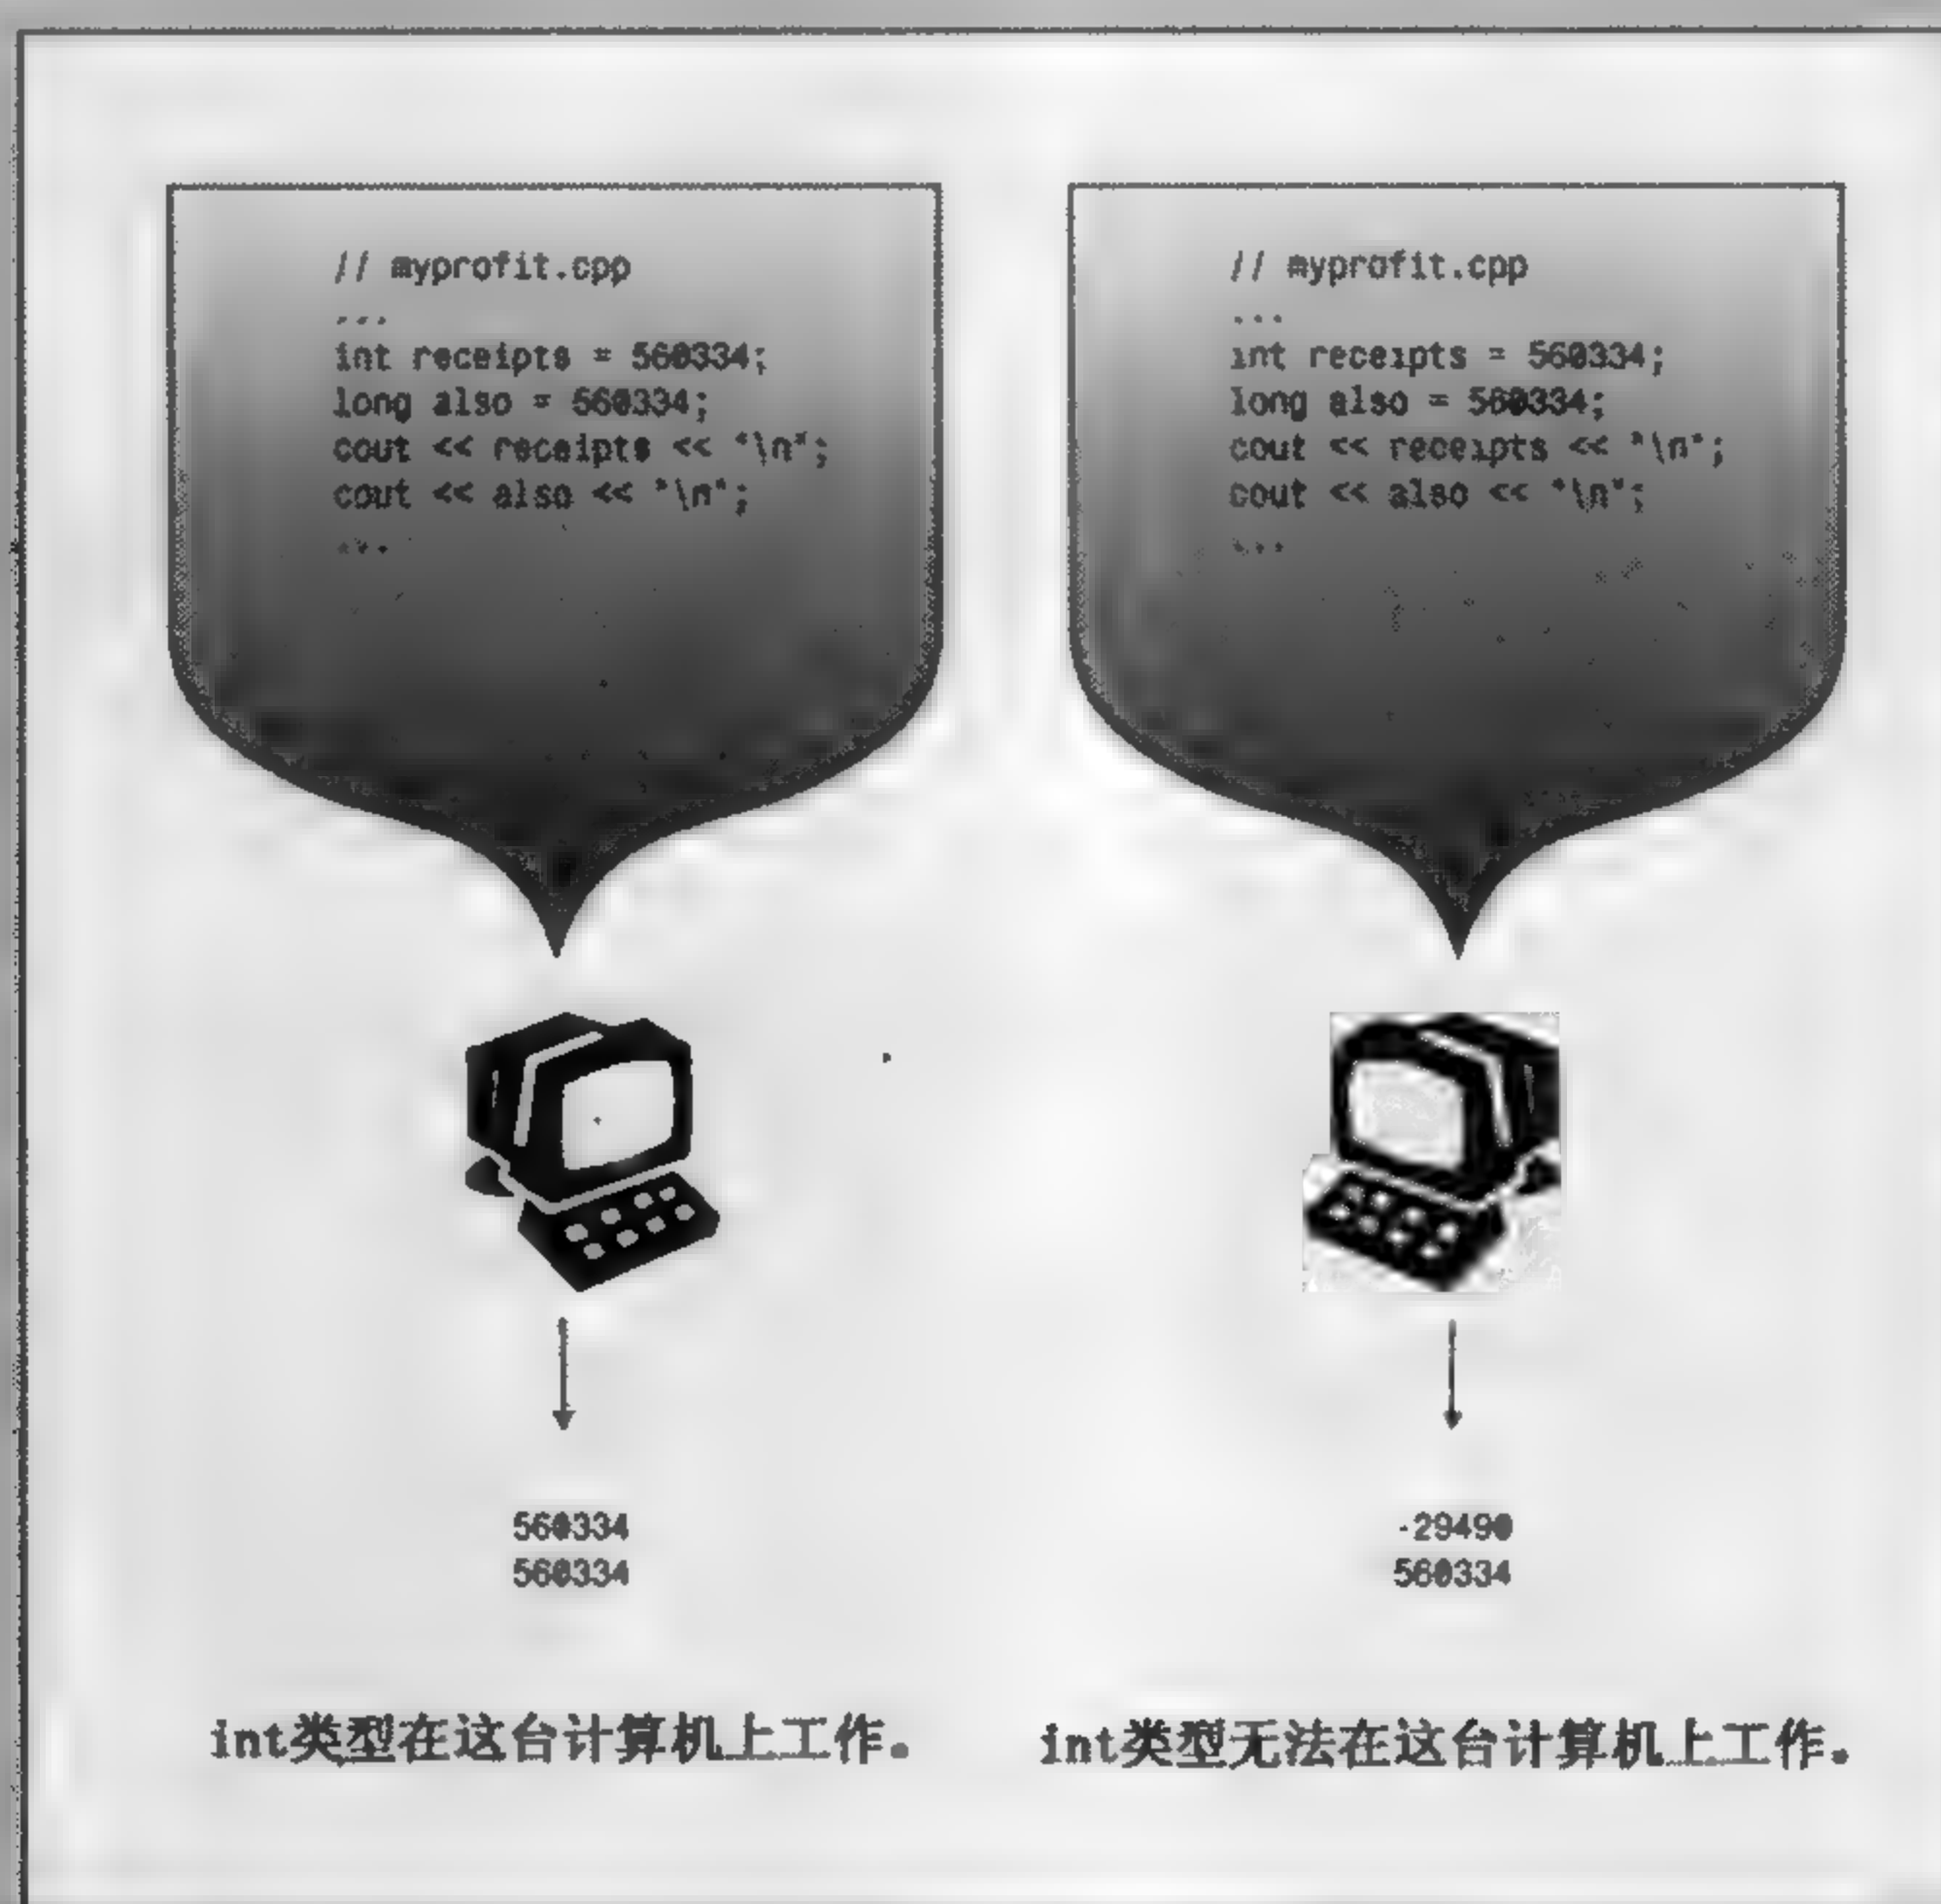 // myprofit.cpp
...
int receipts = 560334;
long also = 560334;
cout << receipts << "\n";
cout << also << "\n";
...
// myprofit.cpp
...
int receipts = 560334;
long also = 560334;
cout << receipts << "\n";
cout << also << "\n";
...
560334
560334
-29490
560334
int类型在这台计算机上工作。
int类型无法在这台计算机上工作。